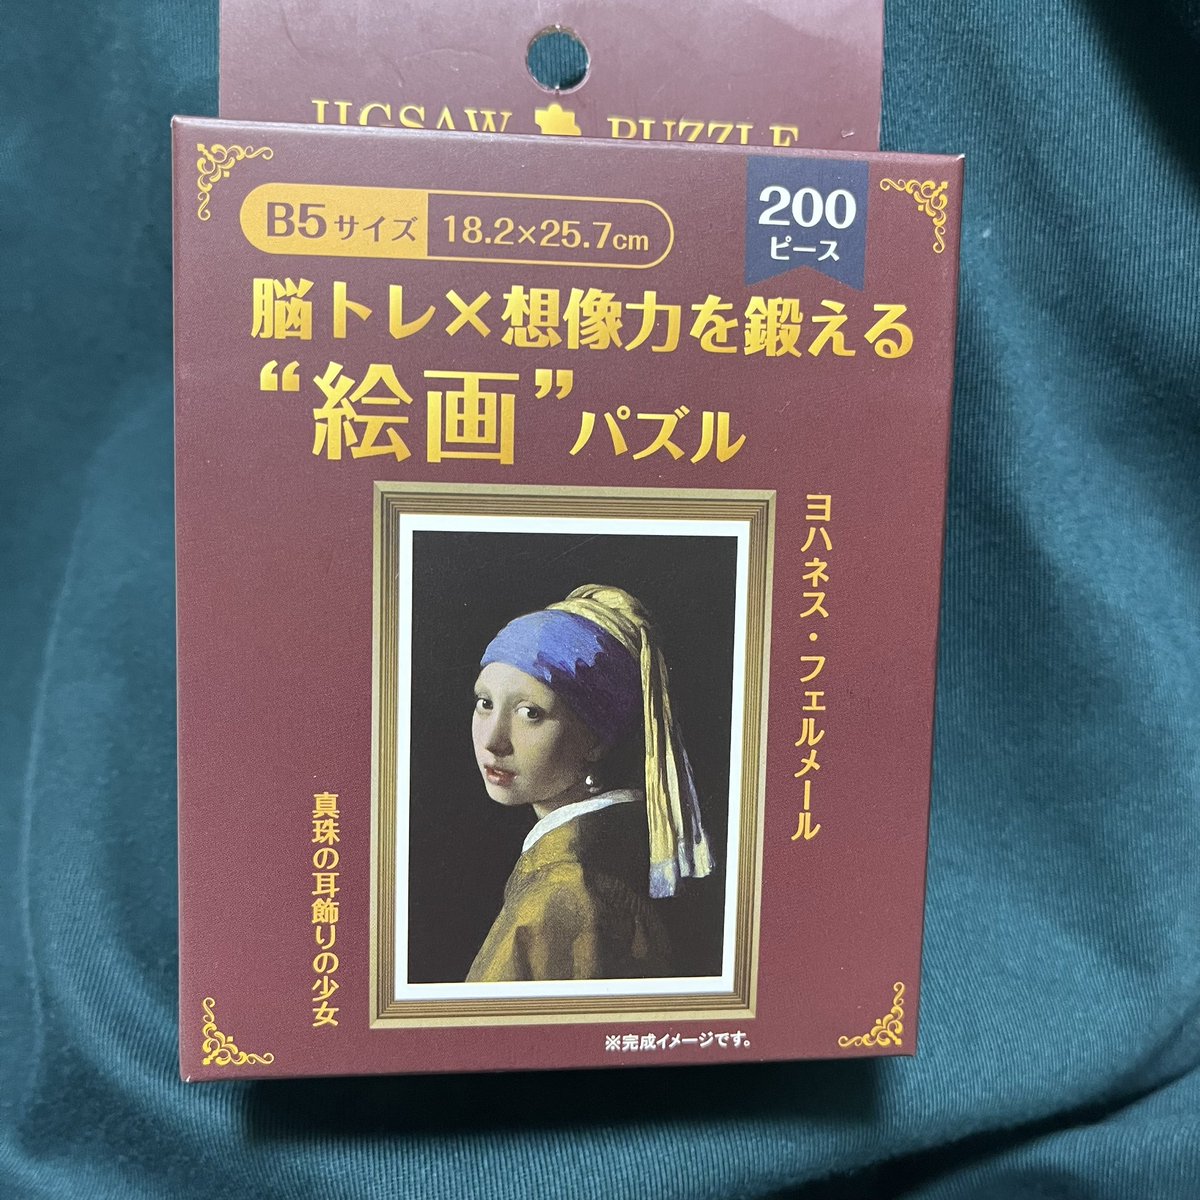 JIGSAW PUZZLE
B5サイズ 18.2×25.7cm
200
ピース
脳トレ×想像力を鍛える
“絵画”パズル
ヨハネス・フェルメール
真珠の耳飾りの少女
※完成イメージです。